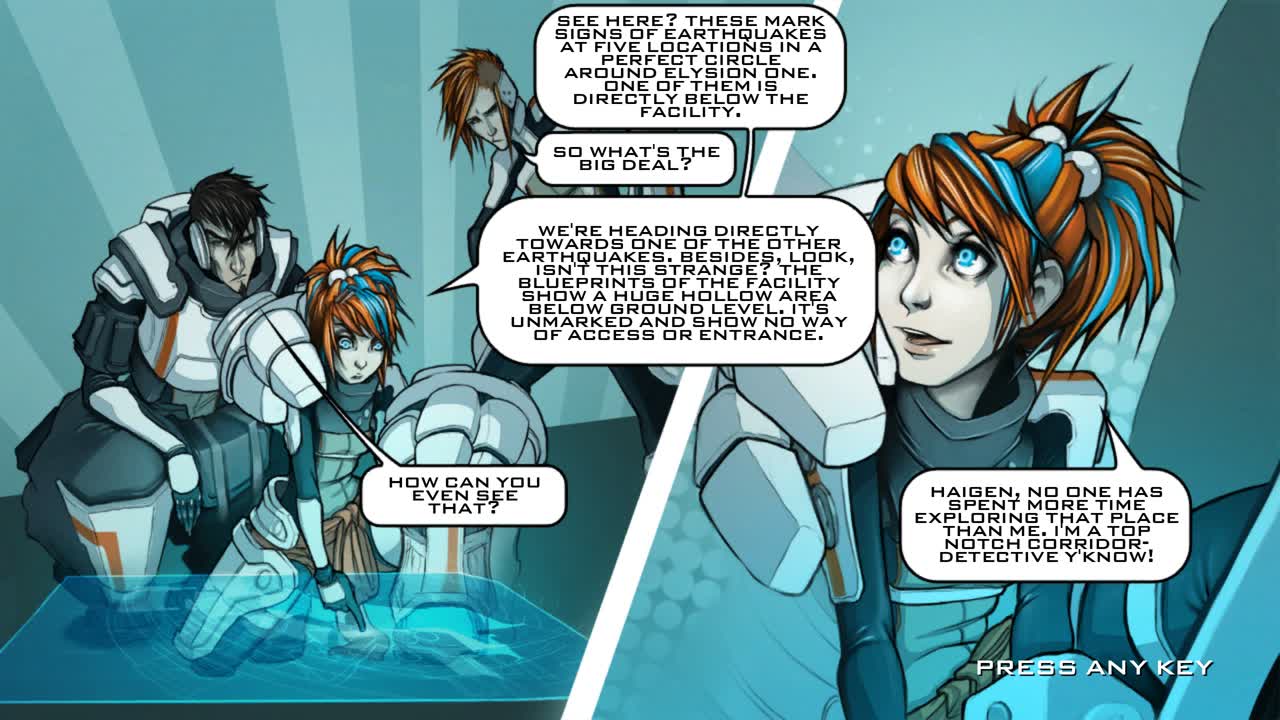 SEE HERE? THESE MARK
SIGNS OF EARTHQUAKES
AT FIVE LOCATIONS IN A
PERFECT CIRCLE
AROUND ELYSION ONE.
ONE OF THEM IS
DIRECTLY BELOW THE
FACILITY.
SO WHAT'S THE
BIG DEAL?
WE'RE HEADING DIRECTLY
TOWARDS ONE OF THE OTHER
EARTHQUAKES. BESIDES, LOOK,
ISN'T THIS STRANGE? THE
BLUEPRINTS OF THE FACILITY
SHOW A HUGE HOLLOW AREA
BELOW GROUND LEVEL. IT'S
UNMARKED AND SHOW NO WAY
OF ACCESS OR ENTRANCE.
HOW CAN YOU
EVEN SEE
THAT?
HAIGEN, NO ONE HAS
SPENT MORE TIME
EXPLORING THAT PLACE
THAN ME. I'M A TOP
NOTCH CORRIDOR-
DETECTIVE Y'KNOW!
PRESS ANY KEY